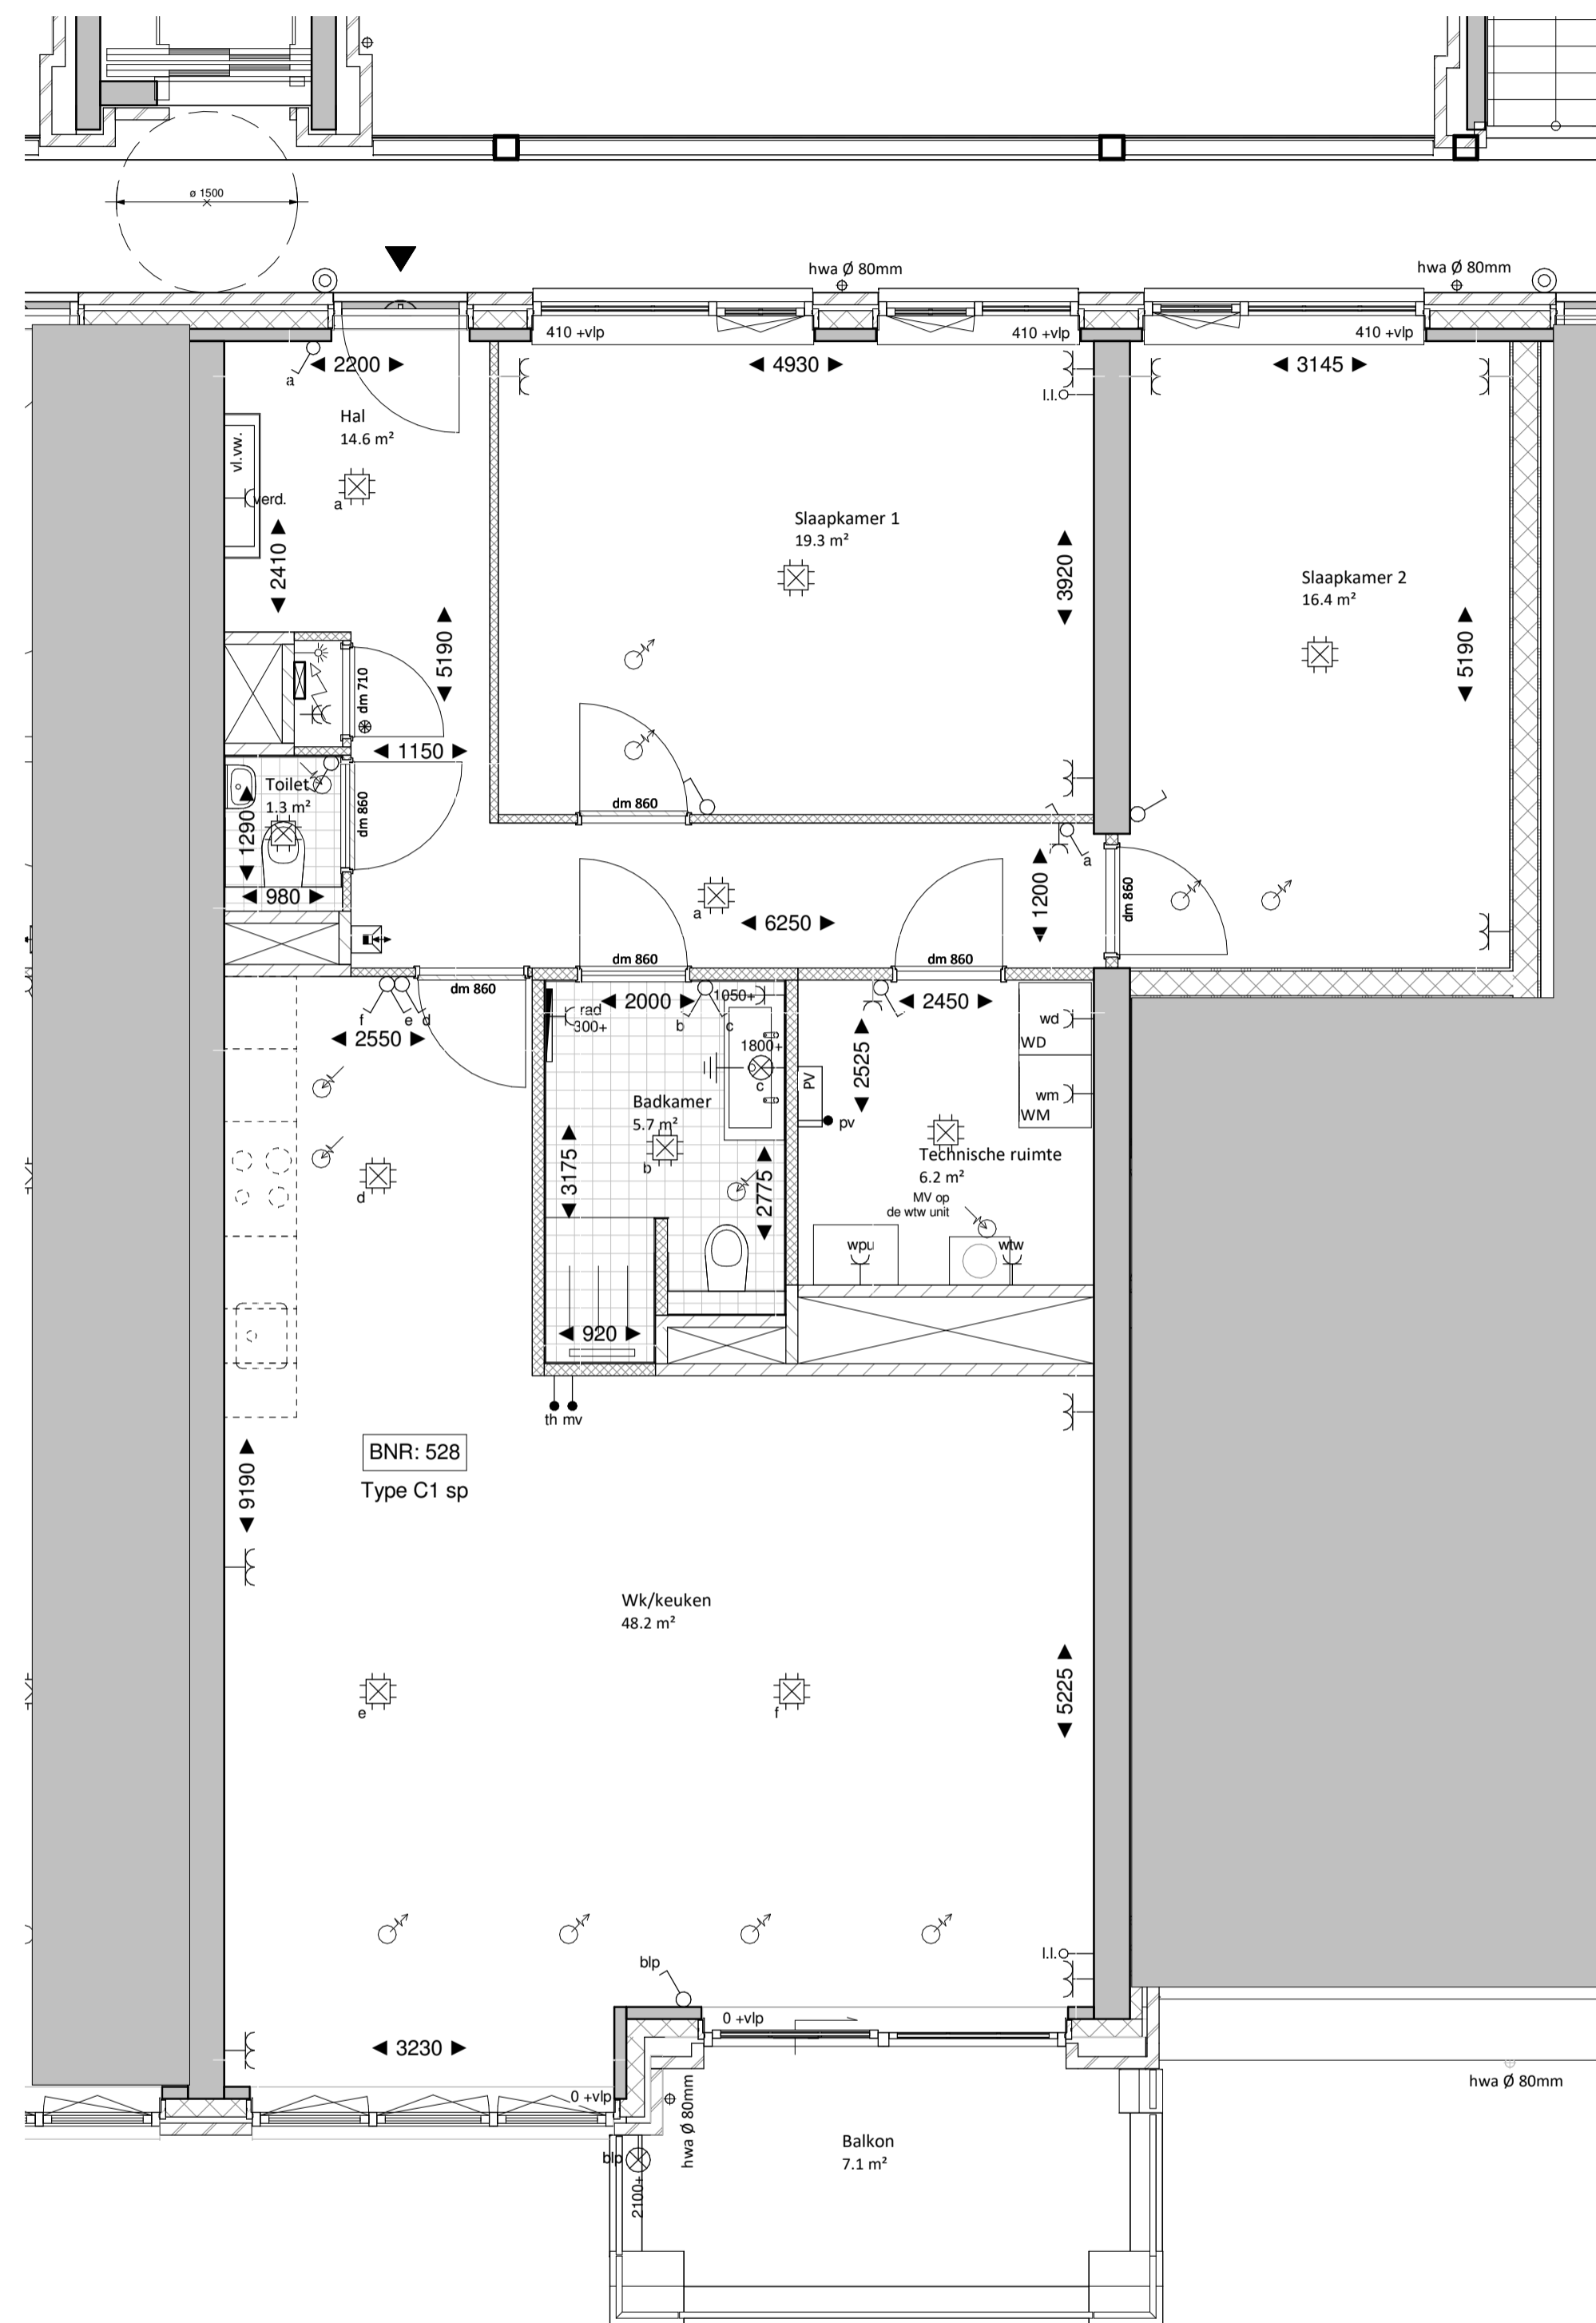 ø 1500
hwa Ø 80mm
hwa Ø 80mm
410 +vlp
410 +vlp
410 +vlp
2200
4930
3145
a
l.l.
Hal
14.6 m²
vl.vw.
verd.
a
2410
Slaapkamer 1
19.3 m²
3920
Slaapkamer 2
16.4 m²
5190
5190
dm 710
1150
Toilet
1.3 m²
1290
dm 860
980
dm 860
a
1200
a
6250
dm 860
dm 860
dm 860
dm 860
f
e
d
2550
2000
rad
300+
b
c
1050+
1800+
c
2450
2525
wd
WD
wm
WM
PV
pv
Badkamer
5.7 m²
b
3175
2775
d
Technische ruimte
6.2 m²
MV op
de wtw unit
wpu
wtw
920
th mv
BNR: 528
Type C1 sp
9190
Wk/keuken
48.2 m²
5225
e
f
l.l.
blp
0 +vlp
3230
0 +vlp
hwa Ø 80mm
hwa Ø 80mm
blp
2100+
Balkon
7.1 m²